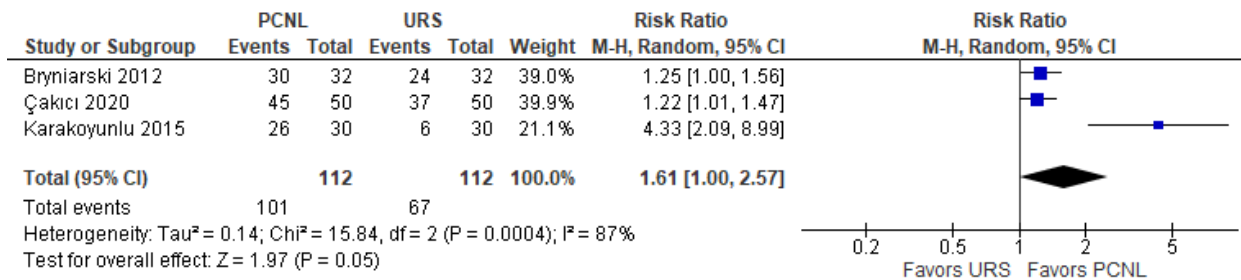 PCNL URS Risk Ratio Risk Ratio
Study or Subgroup Events Total Events Total Weight M-H, Random, 95% CI M-H, Random, 95% CI
Bryniarski 2012 30 32 24 32 39.0% 1.25 [1.00, 1.56]
Çakıcı 2020 45 50 37 50 39.9% 1.22 [1.01, 1.47]
Karakoyunlu 2015 26 30 6 30 21.1% 4.33 [2.09, 8.99]
Total (95% CI) 112 112 100.0% 1.61 [1.00, 2.57]
Total events 101 67
Heterogeneity: Tau² = 0.14; Chi² = 15.84, df = 2 (P = 0.0004); I² = 87%
Test for overall effect: Z = 1.97 (P = 0.05)
0.2 0.5 1 2 5
Favors URS Favors PCNL